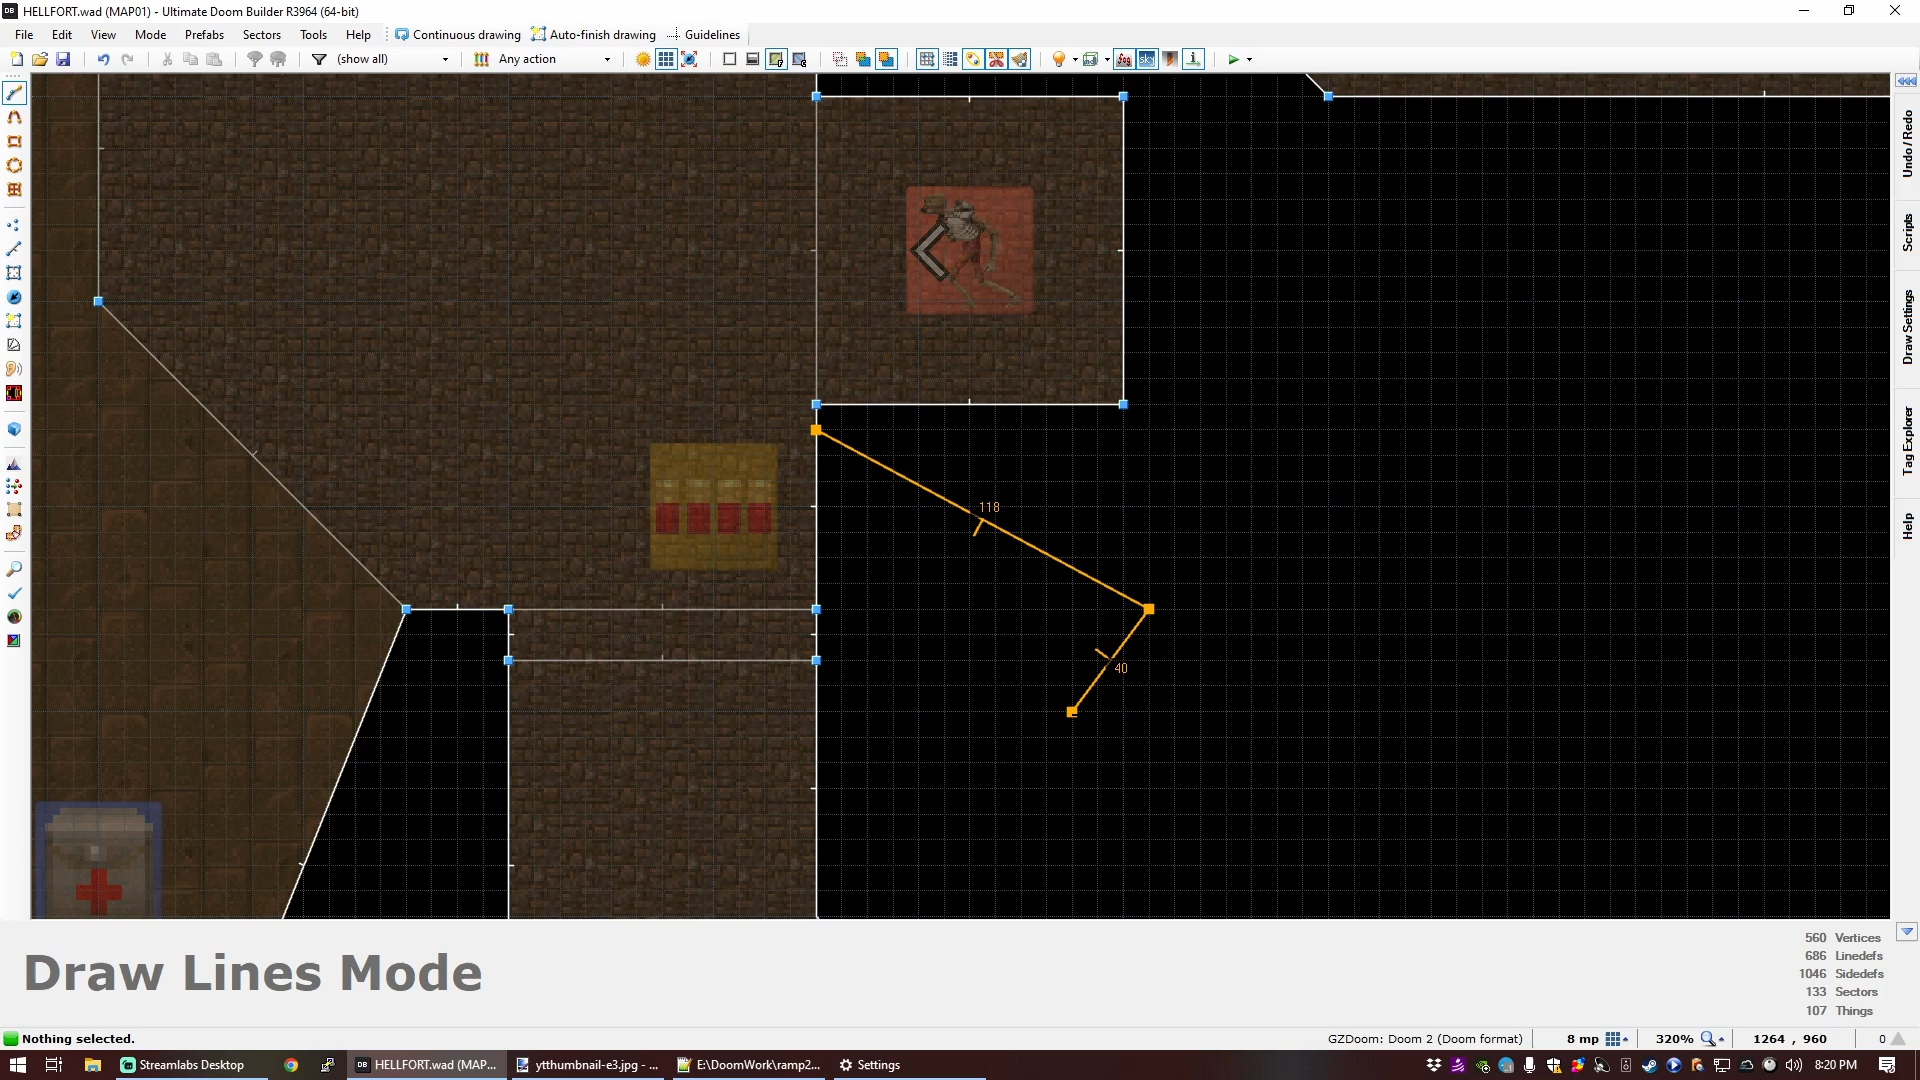 HELLFORT.wad (MAP01) - Ultimate Doom Builder R3964 (64-bit)
File Edit View Mode Prefabs Sectors Tools Help Continuous drawing Auto-finish drawing Guidelines
(show all) Any action
Undo / Redo
Scripts
Draw Settings
Tag Explorer
Help
118
40
Draw Lines Mode
560 Vertices
686 Linedefs
1046 Sidedefs
133 Sectors
107 Things
Nothing selected.
GZDoom: Doom 2 (Doom format) 8 mp 320% 1264 , 960 0
Streamlabs Desktop HELLFORT.wad (MAP... ytthumbnail-e3.jpg - ... E:\DoomWork\ramp2... Settings 8:20 PM